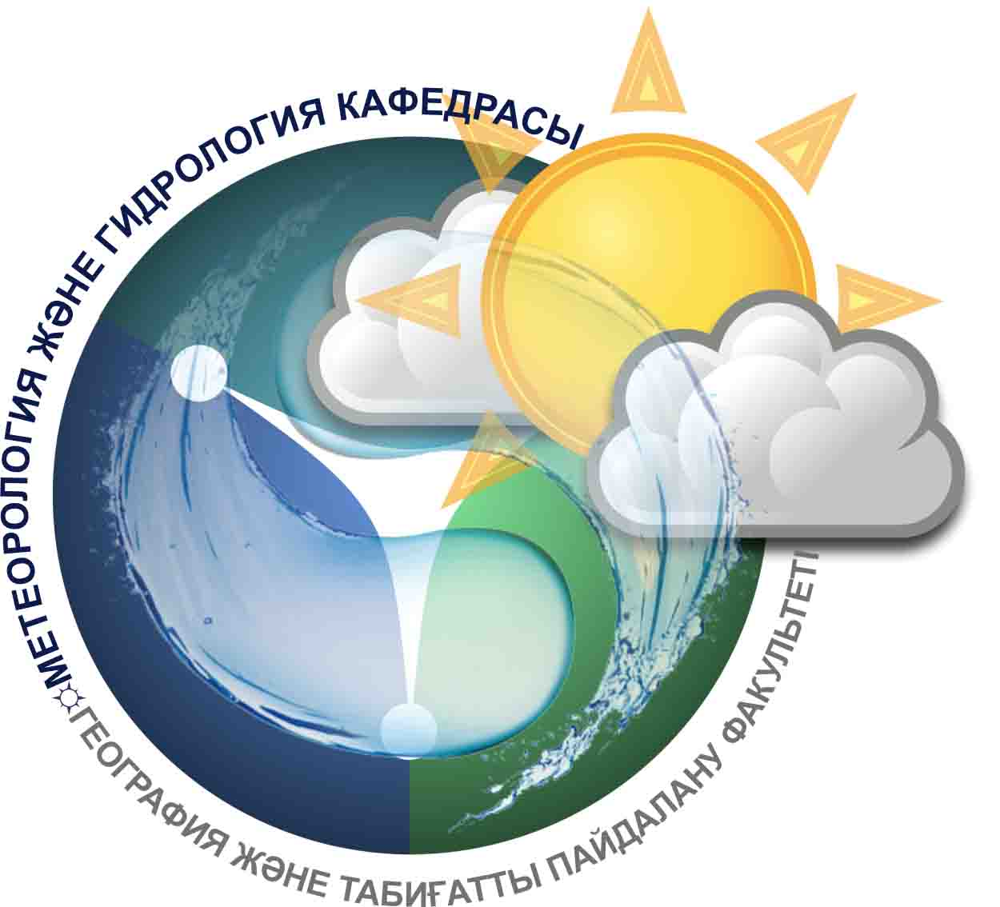 МЕТЕОРОЛОГИЯ ЖӘНЕ ГИДРОЛОГИЯ КАФЕДРАСЫ
ГЕОГРАФИЯ ЖӘНЕ ТАБИҒАТТЫ ПАЙДАЛАНУ ФАКУЛЬТЕТІ